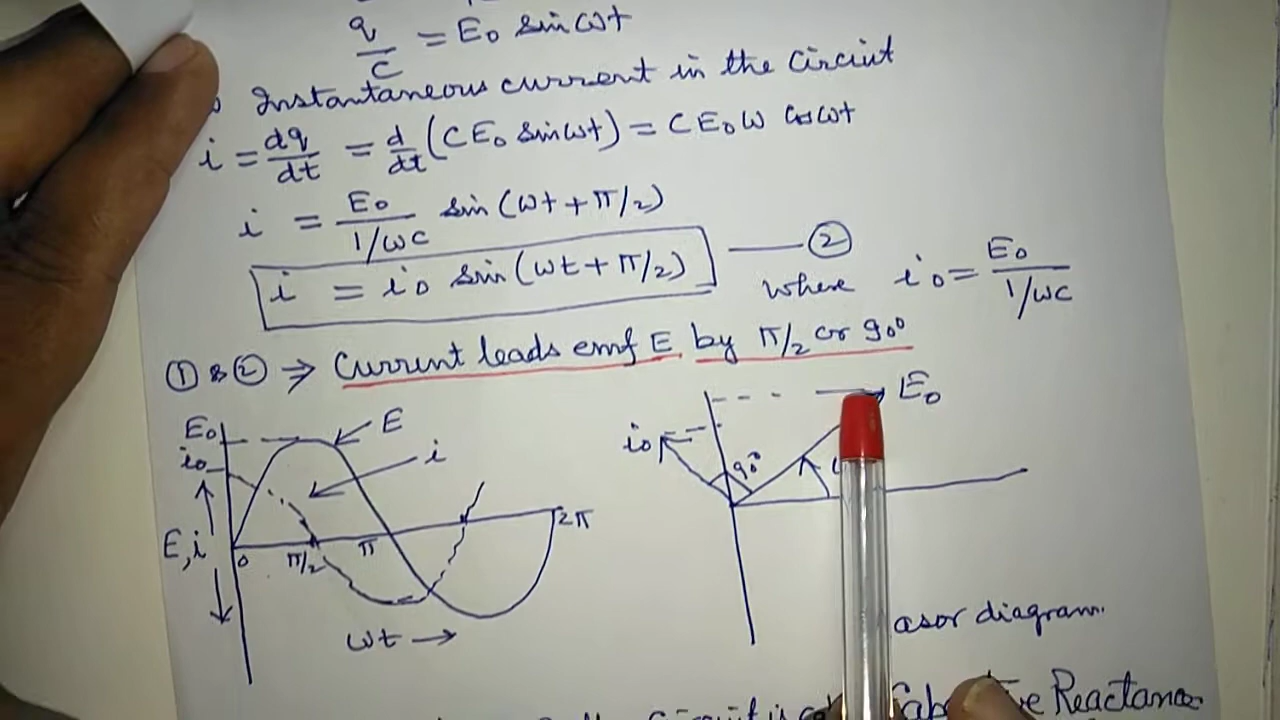 q/c = E₀ sin ωt
Instantaneous current in the Circiut
i = dq/dt = d/dt (CE₀ sin ωt) = CE₀ω Cos ωt
i = E₀/1/ωc sin (ωt + π/2)
i = i₀ sin (ωt + π/2) — ②
where i₀ = E₀/1/ωc
① & ② ⇒ Current leads emf E by π/2 or 90°
E₀ E
i₀ i
E, i
0 π/2 π 2π
ωt →
E₀
i₀ 90°
asor diagram.
Reactance